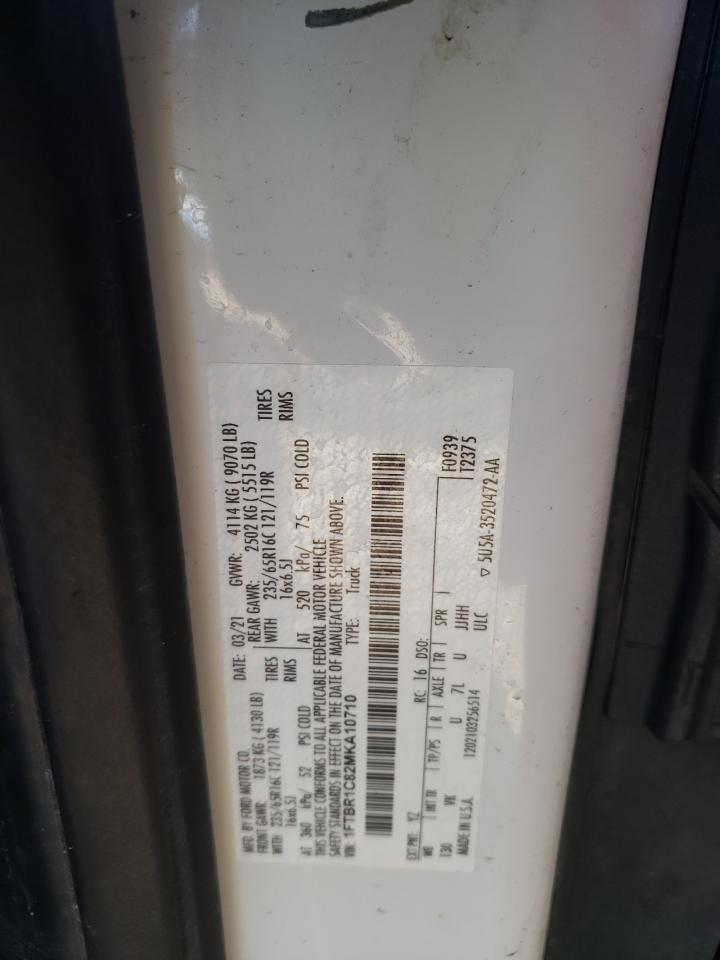 MFD. BY FORD MOTOR CO.
DATE: 03/21 GVWR: 4114 KG ( 9070 LB)
FRONT GAWR: 1873 KG ( 4130 LB)
REAR GAWR: 2502 KG ( 5515 LB)
WITH 235/65R16C 121/119R TIRES
WITH 235/65R16C 121/119R TIRES
16x6.5J RIMS
16x6.5J RIMS
AT 360 kPa/ 52 PSI COLD
AT 520 kPa/ 75 PSI COLD
THIS VEHICLE CONFORMS TO ALL APPLICABLE FEDERAL MOTOR VEHICLE
SAFETY STANDARDS IN EFFECT ON THE DATE OF MANUFACTURE SHOWN ABOVE.
VIN: 1FTBR1C82MKA10710 TYPE: Truck
EXT PNT: YZ RC: 16 DSO: F0939
WB INT TR TP/PS R AXLE TR SPR T2375
130 VK U 7L U JJHH
MADE IN U.S.A. 1202103256514 ULC
▽ 5U5A-3520472-AA